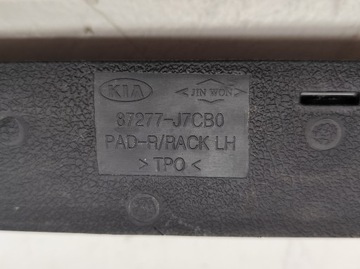 KIA JIN WON
87277-J7CB0
PAD-R/RACK LH
>TPO<